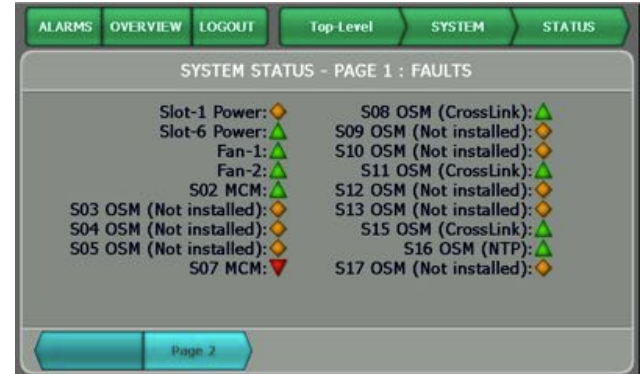 ALARMS OVERVIEW LOGOUT Top-Level SYSTEM STATUS
SYSTEM STATUS - PAGE 1 : FAULTS
Slot-1 Power:
Slot-6 Power:
Fan-1:
Fan-2:
S02 MCM:
S03 OSM (Not installed):
S04 OSM (Not installed):
S05 OSM (Not installed):
S07 MCM:
S08 OSM (CrossLink):
S09 OSM (Not installed):
S10 OSM (Not installed):
S11 OSM (CrossLink):
S12 OSM (Not installed):
S13 OSM (Not installed):
S15 OSM (CrossLink):
S16 OSM (NTP):
S17 OSM (Not installed):
Page 2